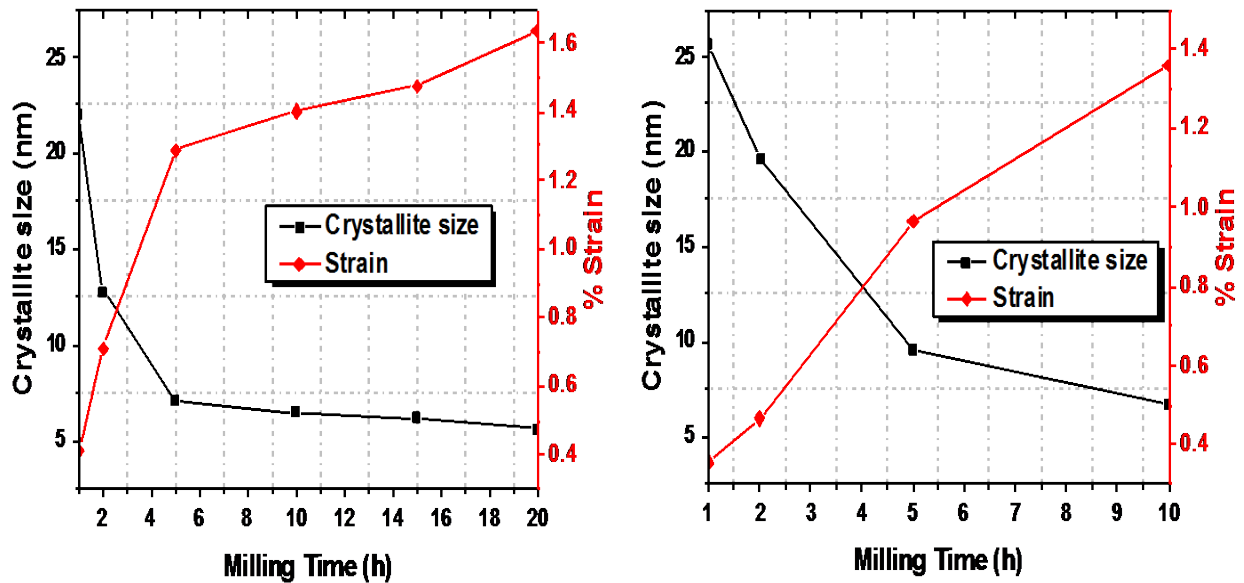 Crystallite size (nm)
25
20
15
10
5
Crystallite size
Strain
1.6
1.4
1.2
1.0
0.8
0.6
0.4
% Strain
2 4 6 8 10 12 14 16 18 20
Milling Time (h)
Crystallite size (nm)
25
20
15
10
5
Crystallite size
Strain
1.4
1.2
1.0
0.8
0.6
0.4
% Strain
1 2 3 4 5 6 7 8 9 10
Milling Time (h)